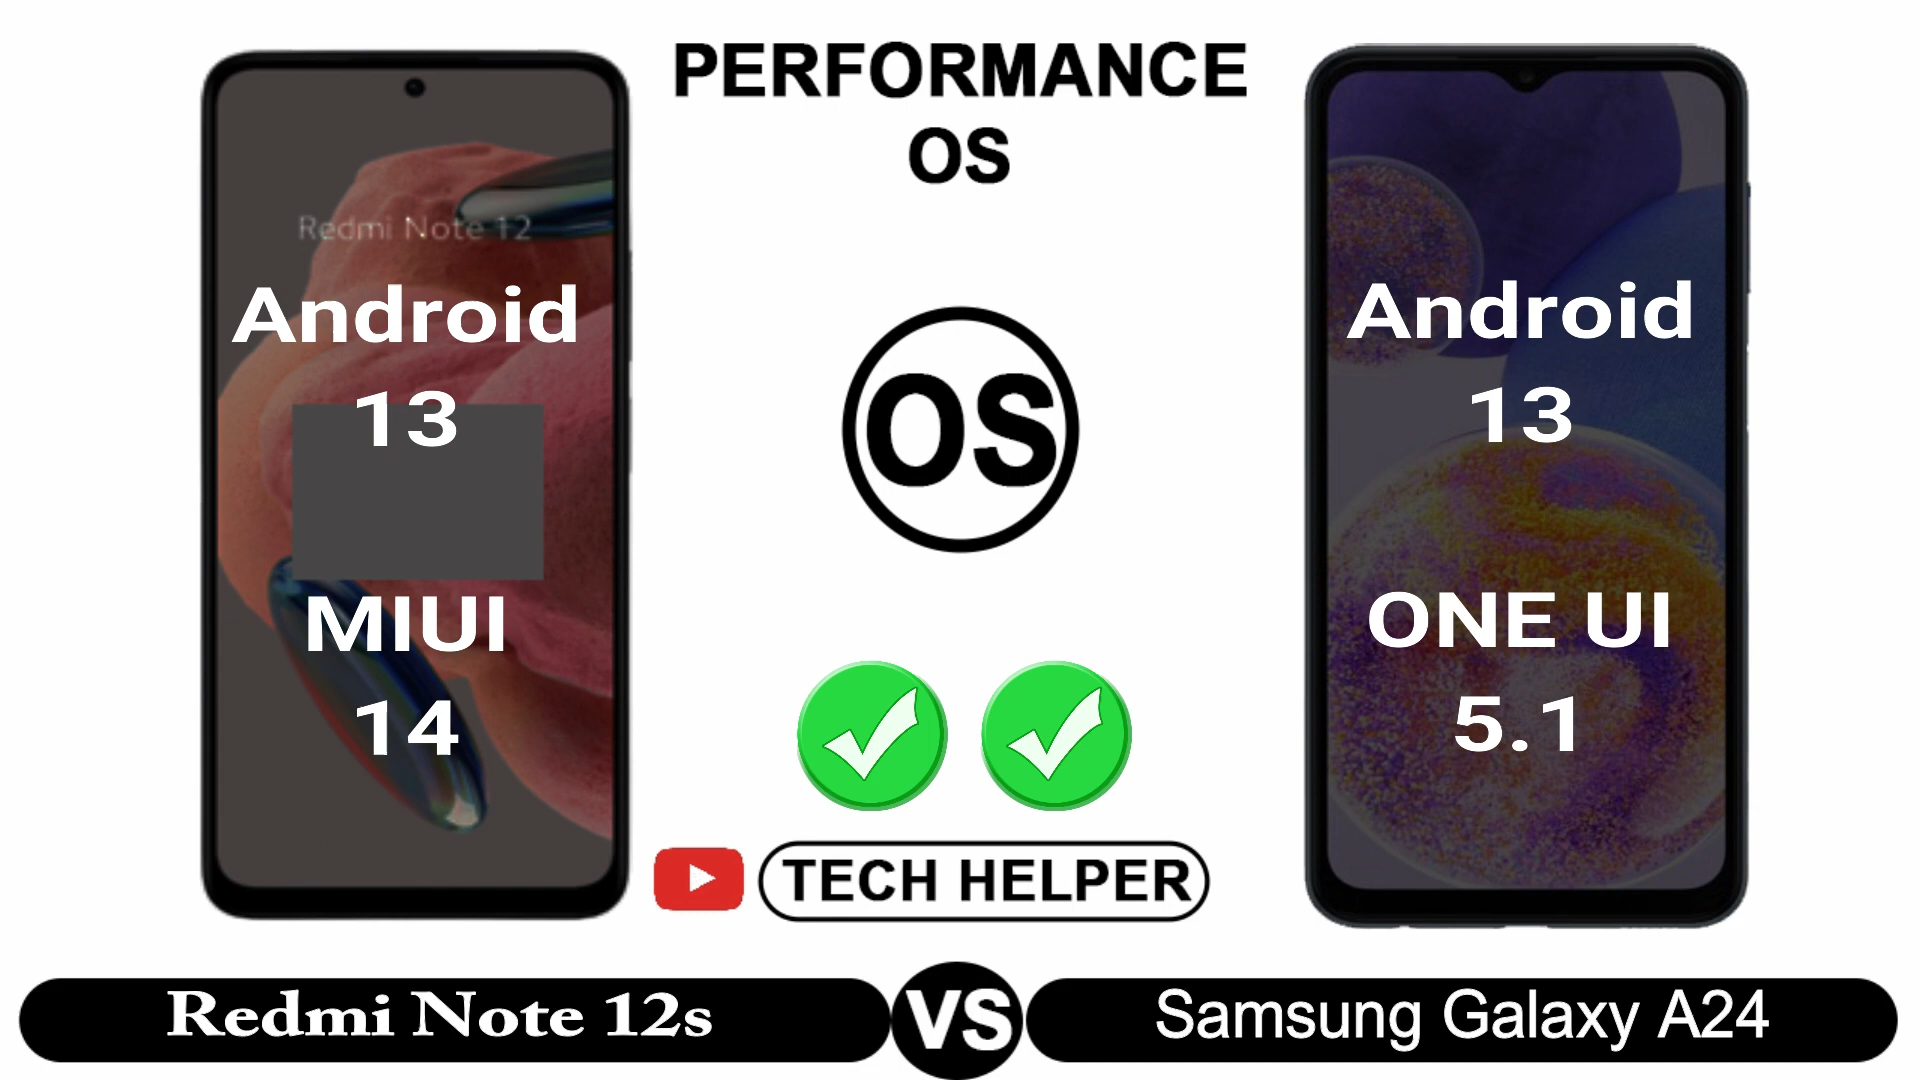 PERFORMANCE
OS
Redmi Note 12
Android
13
MIUI
14
OS
Android
13
ONE UI
5.1
TECH HELPER
Redmi Note 12s
VS
Samsung Galaxy A24